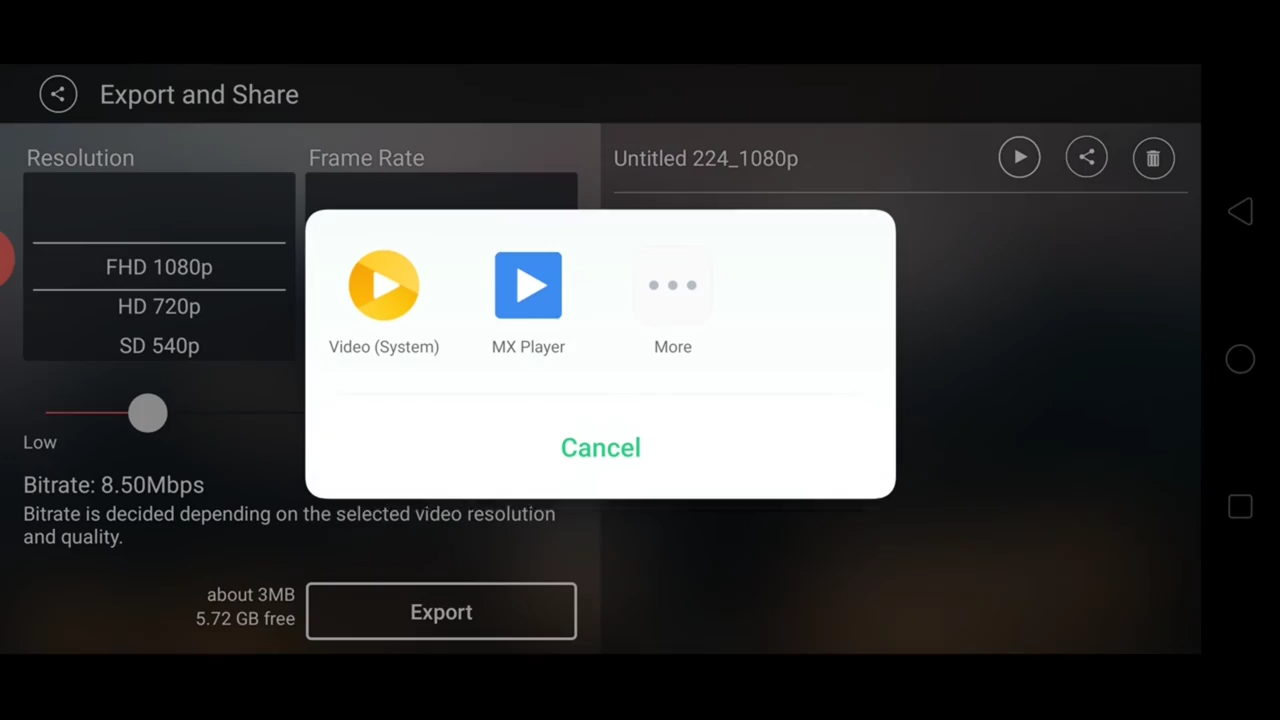 Export and Share
Resolution
Frame Rate
Untitled 224_1080p
FHD 1080p
HD 720p
SD 540p
Video (System)
MX Player
More
Cancel
Low
Bitrate: 8.50Mbps
Bitrate is decided depending on the selected video resolution
and quality.
about 3MB
5.72 GB free
Export